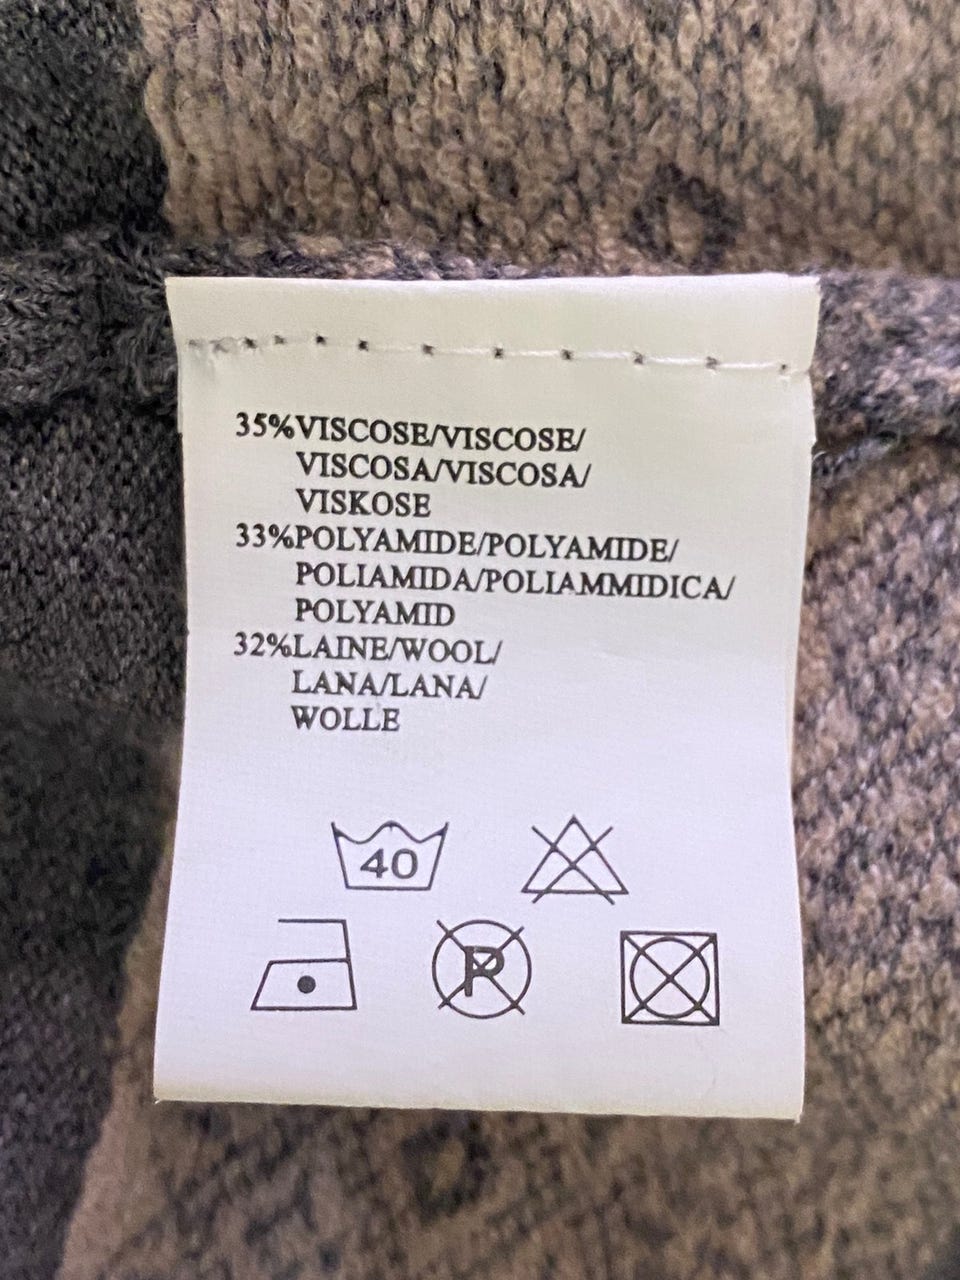 35%VISCOSE/VISCOSE/
VISCOSA/VISCOSA/
VISKOSE
33%POLYAMIDE/POLYAMIDE/
POLIAMIDA/POLIAMMIDICA/
POLYAMID
32%LAINE/WOOL/
LANA/LANA/
WOLLE
40
P